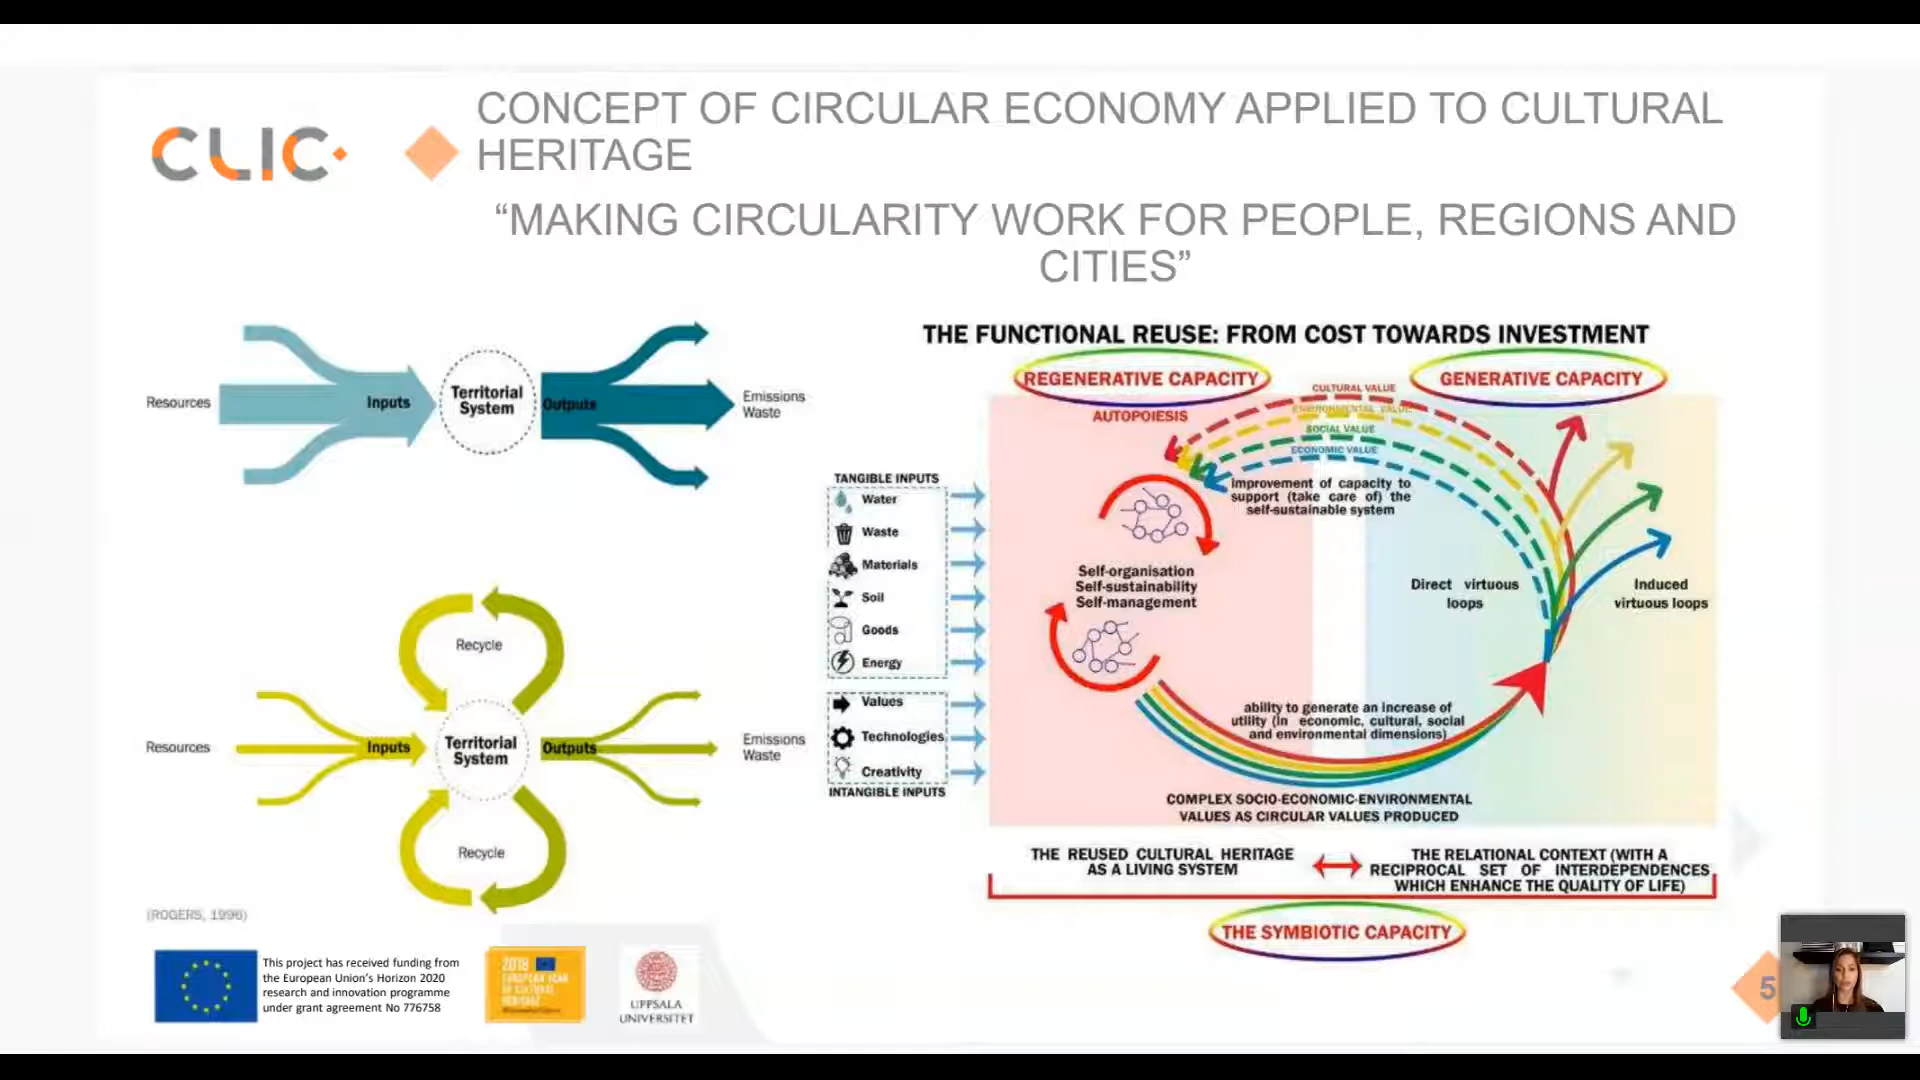 CLIC
CONCEPT OF CIRCULAR ECONOMY APPLIED TO CULTURAL
HERITAGE
“MAKING CIRCULARITY WORK FOR PEOPLE, REGIONS AND
CITIES”
Resources
Inputs
Territorial
System
Outputs
Emissions
Waste
Recycle
Resources
Inputs
Territorial
System
Outputs
Emissions
Waste
Recycle
(ROGERS, 1996)
THE FUNCTIONAL REUSE: FROM COST TOWARDS INVESTMENT
REGENERATIVE CAPACITY
GENERATIVE CAPACITY
AUTOPOIESIS
CULTURAL VALUE
ENVIRONMENTAL VALUE
SOCIAL VALUE
ECONOMIC VALUE
improvement of capacity to
support (take care of) the
self-sustainable system
TANGIBLE INPUTS
Water
Waste
Materials
Soil
Goods
Energy
Values
Technologies
Creativity
INTANGIBLE INPUTS
Self-organisation
Self-sustainability
Self-management
Direct virtuous
loops
Induced
virtuous loops
ability to generate an increase of
utility (in economic, cultural, social
and environmental dimensions)
COMPLEX SOCIO-ECONOMIC-ENVIRONMENTAL
VALUES AS CIRCULAR VALUES PRODUCED
THE REUSED CULTURAL HERITAGE
AS A LIVING SYSTEM
THE RELATIONAL CONTEXT (WITH A
RECIPROCAL SET OF INTERDEPENDENCES
WHICH ENHANCE THE QUALITY OF LIFE)
THE SYMBIOTIC CAPACITY
This project has received funding from
the European Union’s Horizon 2020
research and innovation programme
under grant agreement No 776758
2018
EUROPEAN YEAR
OF CULTURAL
HERITAGE
UPPSALA
UNIVERSITET
5